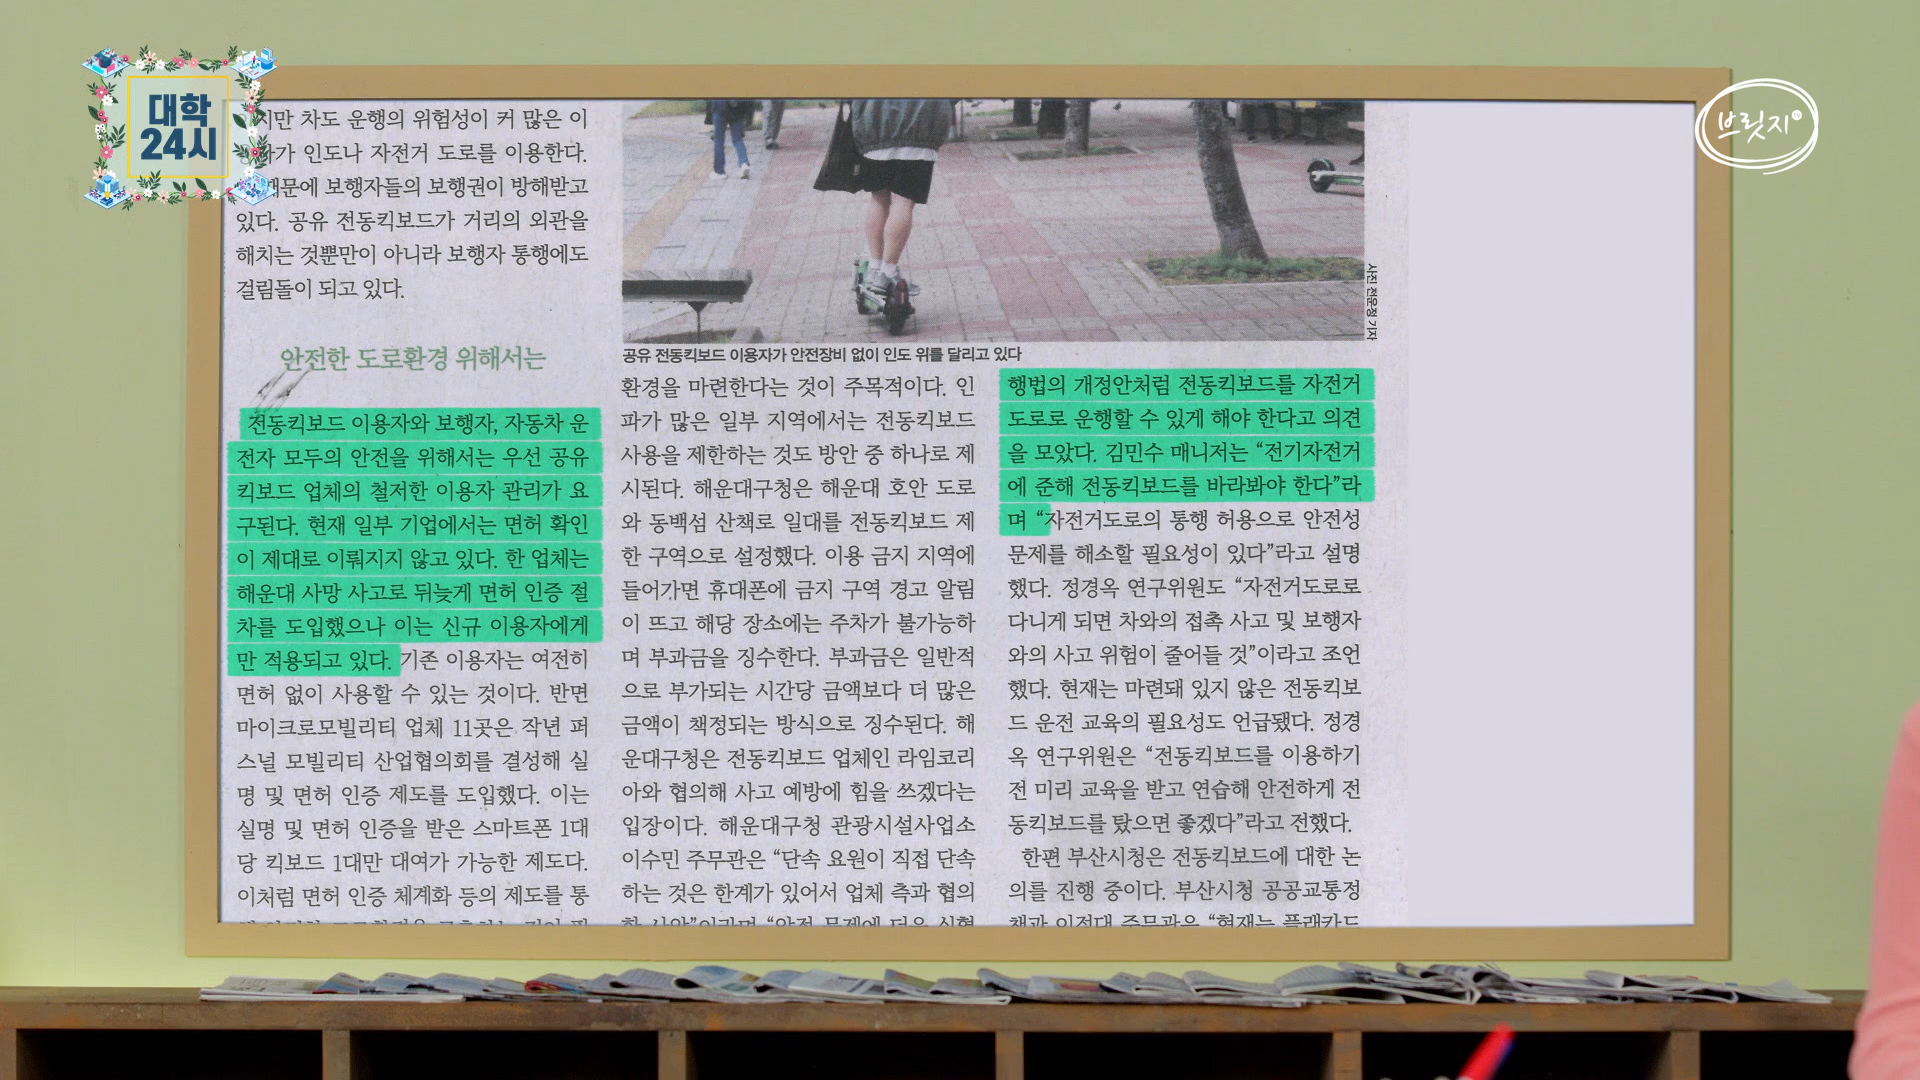 대학
24시
브릿지
지만 차도 운행의 위험성이 커 많은 이
가 인도나 자전거 도로를 이용한다.
때문에 보행자들의 보행권이 방해받고
있다. 공유 전동킥보드가 거리의 외관을
해치는 것뿐만이 아니라 보행자 통행에도
걸림돌이 되고 있다.
안전한 도로환경 위해서는
전동킥보드 이용자와 보행자, 자동차 운
전자 모두의 안전을 위해서는 우선 공유
킥보드 업체의 철저한 이용자 관리가 요
구된다. 현재 일부 기업에서는 면허 확인
이 제대로 이뤄지지 않고 있다. 한 업체는
해운대 사망 사고로 뒤늦게 면허 인증 절
차를 도입했으나 이는 신규 이용자에게
만 적용되고 있다. 기존 이용자는 여전히
면허 없이 사용할 수 있는 것이다. 반면
마이크로모빌리티 업체 11곳은 작년 퍼
스널 모빌리티 산업협의회를 결성해 실
명 및 면허 인증 제도를 도입했다. 이는
실명 및 면허 인증을 받은 스마트폰 1대
당 킥보드 1대만 대여가 가능한 제도다.
이처럼 면허 인증 체계화 등의 제도를 통
사진 전운정 기자
공유 전동킥보드 이용자가 안전장비 없이 인도 위를 달리고 있다
환경을 마련한다는 것이 주목적이다. 인
파가 많은 일부 지역에서는 전동킥보드
사용을 제한하는 것도 방안 중 하나로 제
시된다. 해운대구청은 해운대 호안 도로
와 동백섬 산책로 일대를 전동킥보드 제
한 구역으로 설정했다. 이용 금지 지역에
들어가면 휴대폰에 금지 구역 경고 알림
이 뜨고 해당 장소에는 주차가 불가능하
며 부과금을 징수한다. 부과금은 일반적
으로 부가되는 시간당 금액보다 더 많은
금액이 책정되는 방식으로 징수된다. 해
운대구청은 전동킥보드 업체인 라임코리
아와 협의해 사고 예방에 힘을 쓰겠다는
입장이다. 해운대구청 관광시설사업소
이수민 주무관은 “단속 요원이 직접 단속
하는 것은 한계가 있어서 업체 측과 협의
한 사안”이라며 “안전 문제에 더욱 신경
행법의 개정안처럼 전동킥보드를 자전거
도로로 운행할 수 있게 해야 한다고 의견
을 모았다. 김민수 매니저는 “전기자전거
에 준해 전동킥보드를 바라봐야 한다”라
며 “자전거도로의 통행 허용으로 안전성
문제를 해소할 필요성이 있다”라고 설명
했다. 정경옥 연구위원도 “자전거도로로
다니게 되면 차와의 접촉 사고 및 보행자
와의 사고 위험이 줄어들 것”이라고 조언
했다. 현재는 마련돼 있지 않은 전동킥보
드 운전 교육의 필요성도 언급됐다. 정경
옥 연구위원은 “전동킥보드를 이용하기
전 미리 교육을 받고 연습해 안전하게 전
동킥보드를 탔으면 좋겠다”라고 전했다.
한편 부산시청은 전동킥보드에 대한 논
의를 진행 중이다. 부산시청 공공교통정
책과 이정대 주무관은 “현재는 플래카드